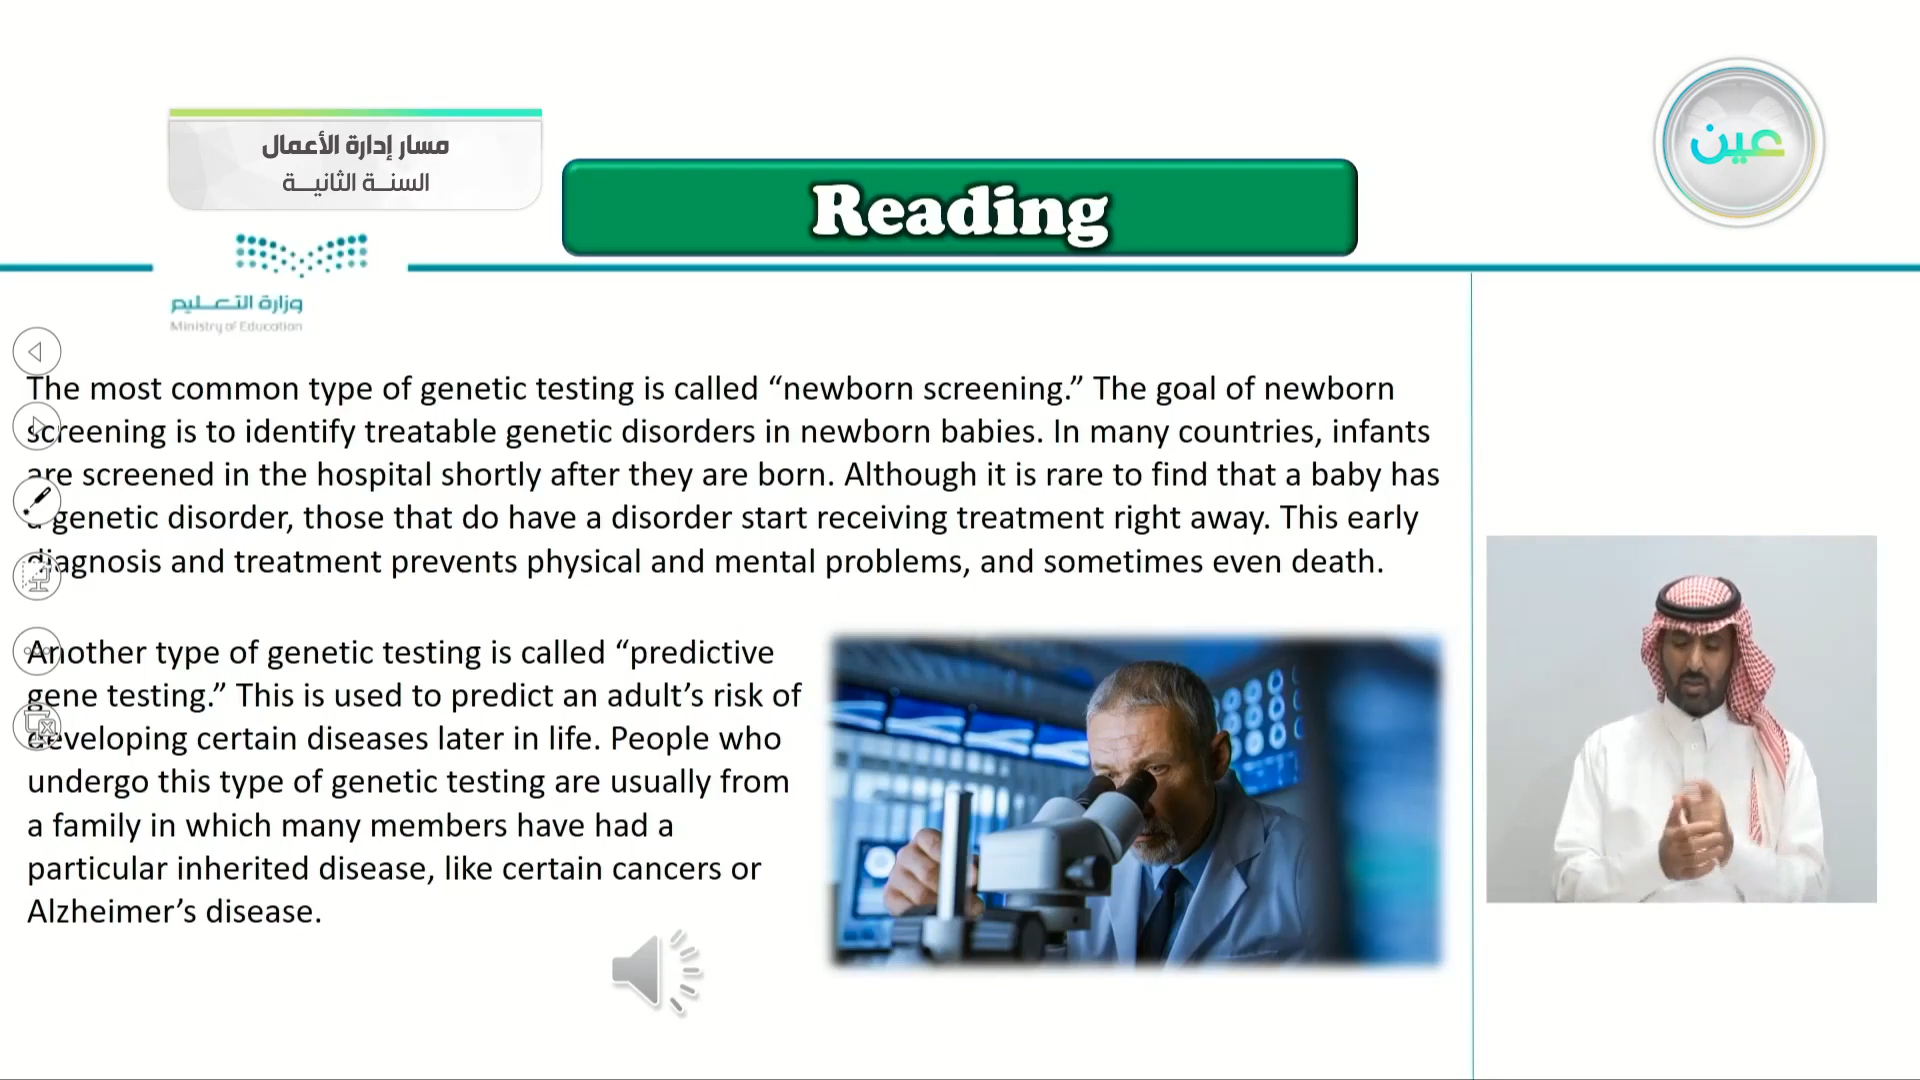 مسار إدارة الأعمال
السنة الثانية
عين
Reading
وزارة التعليم
Ministry of Education
The most common type of genetic testing is called “newborn screening.” The goal of newborn
screening is to identify treatable genetic disorders in newborn babies. In many countries, infants
are screened in the hospital shortly after they are born. Although it is rare to find that a baby has
a genetic disorder, those that do have a disorder start receiving treatment right away. This early
diagnosis and treatment prevents physical and mental problems, and sometimes even death.
Another type of genetic testing is called “predictive
gene testing.” This is used to predict an adult’s risk of
developing certain diseases later in life. People who
undergo this type of genetic testing are usually from
a family in which many members have had a
particular inherited disease, like certain cancers or
Alzheimer’s disease.